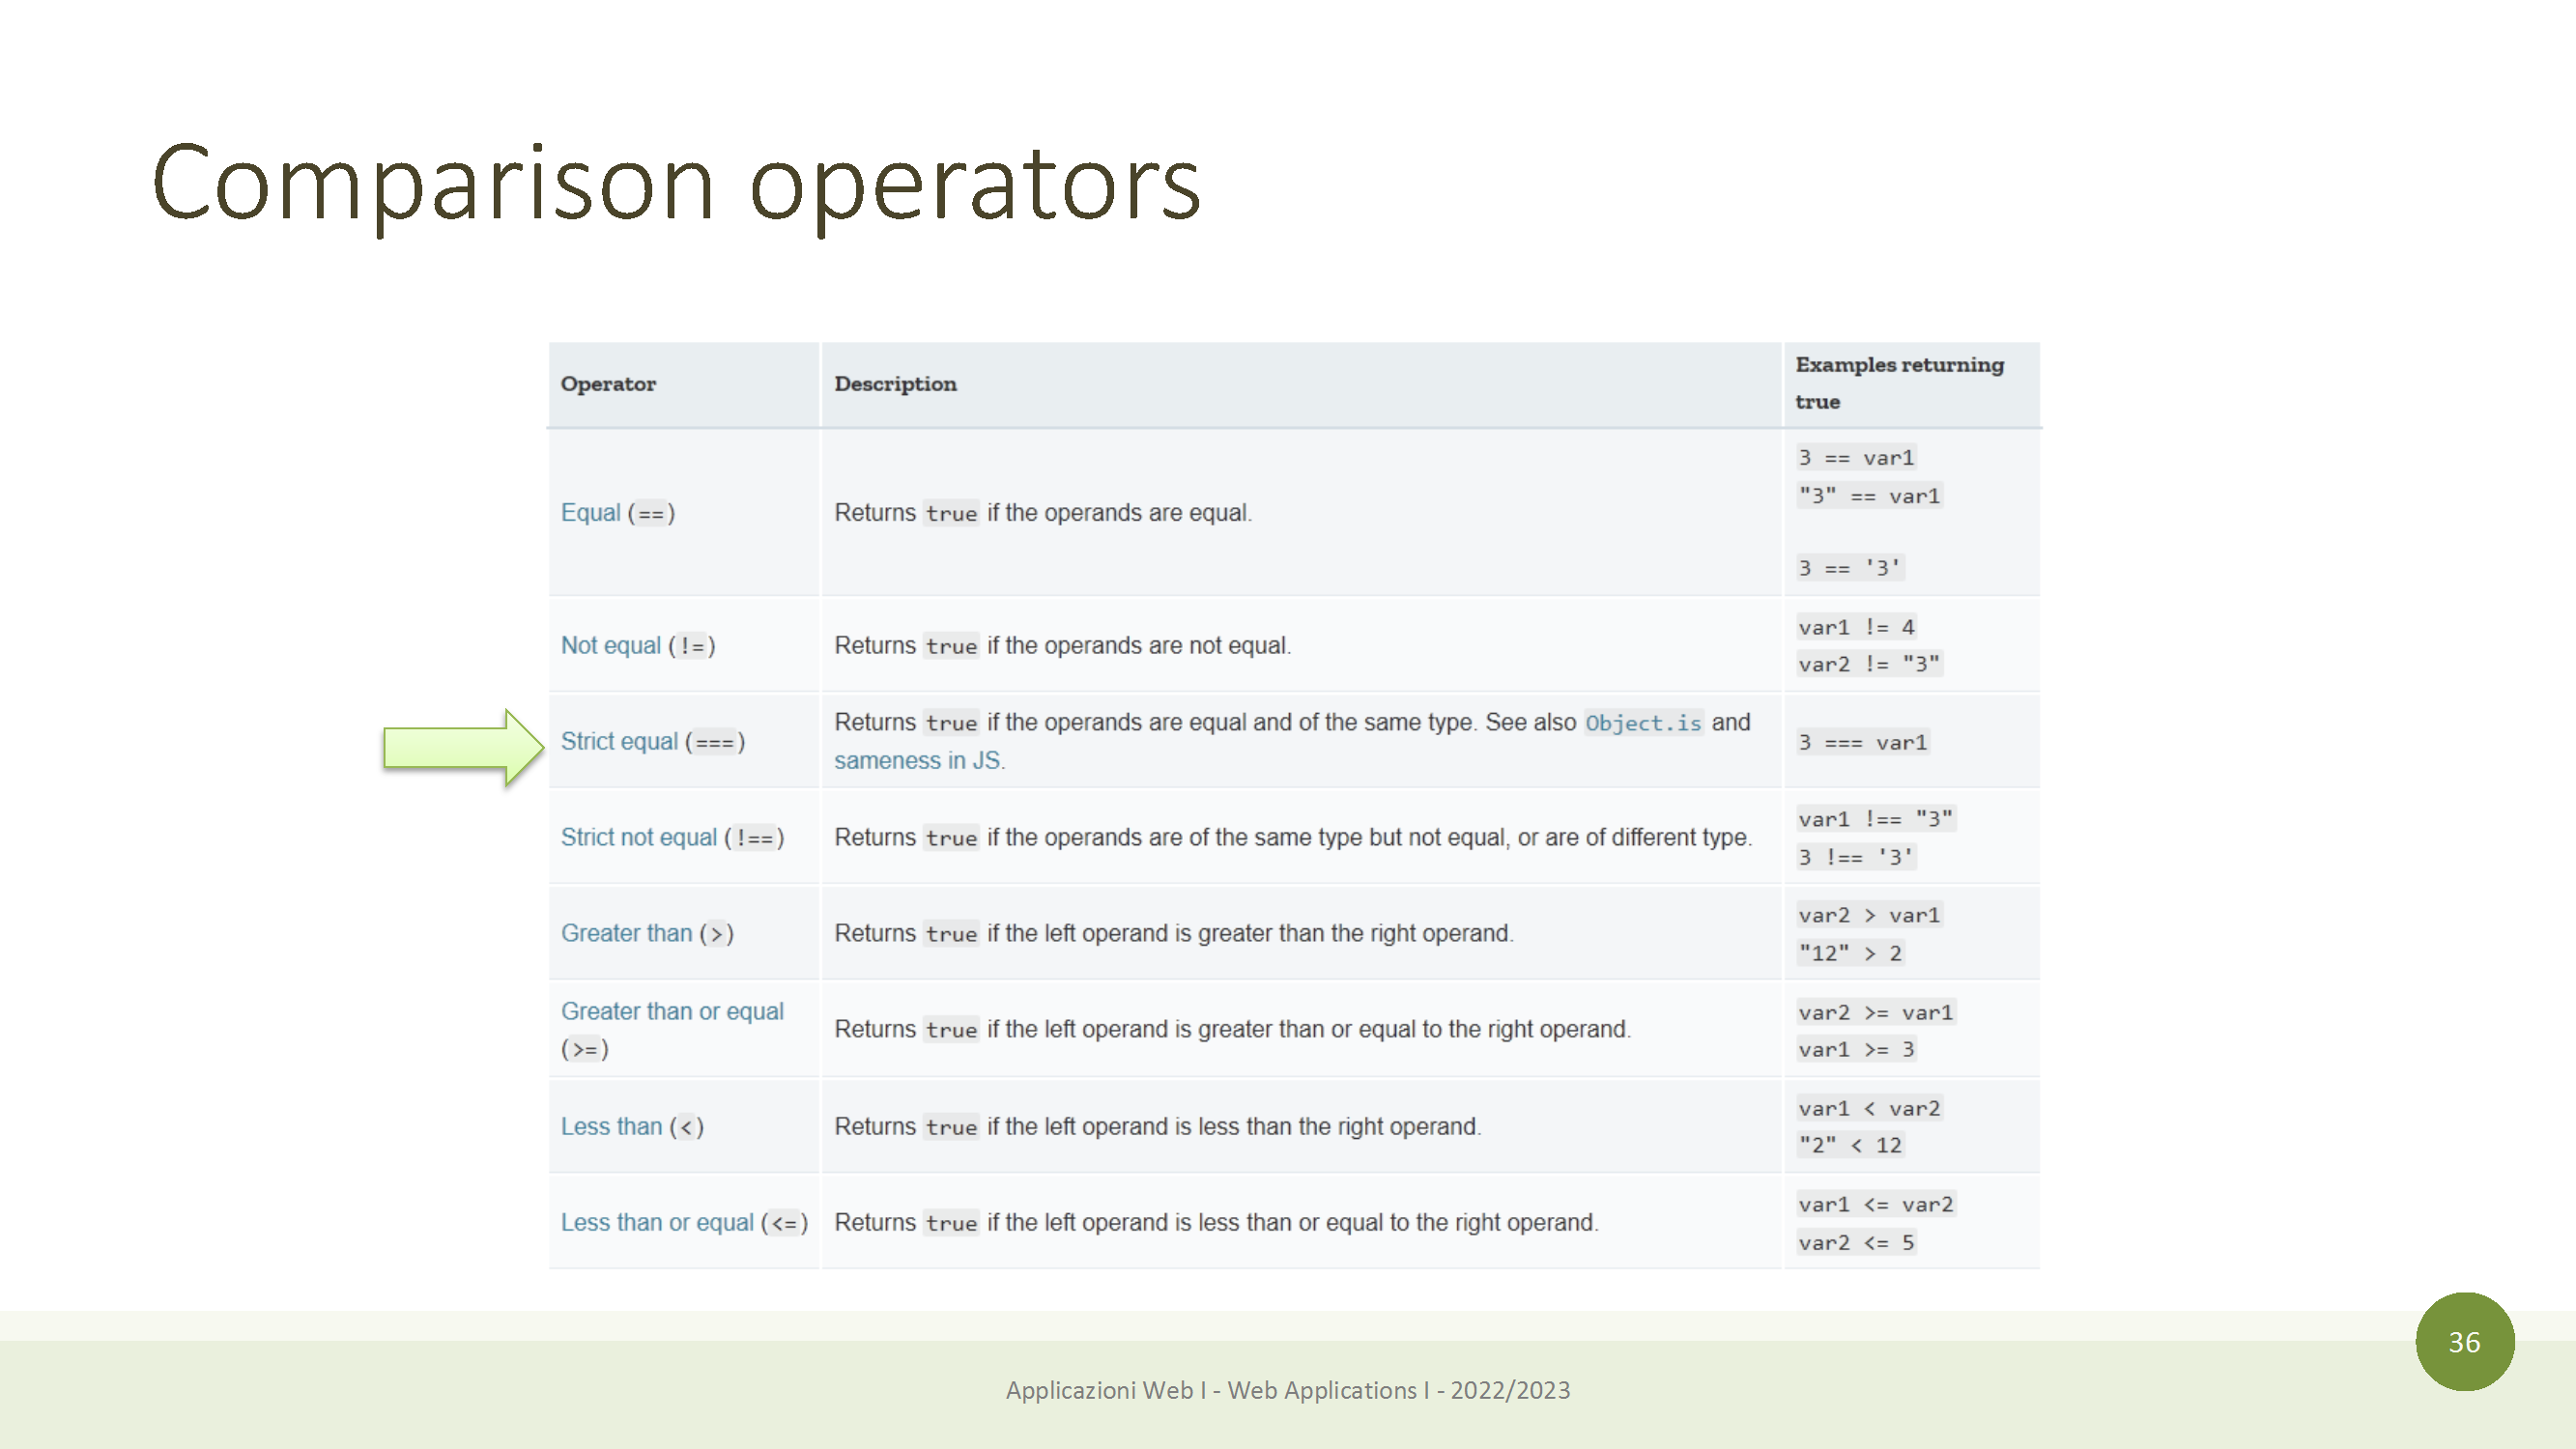 Comparison operators
Operator Description Examples returning
true
Equal (==) Returns true if the operands are equal. 3 == var1
"3" == var1
3 == '3'
Not equal (!=) Returns true if the operands are not equal. var1 != 4
var2 != "3"
Strict equal (===) Returns true if the operands are equal and of the same type. See also Object.is and
sameness in JS. 3 === var1
Strict not equal (!==) Returns true if the operands are of the same type but not equal, or are of different type. var1 !== "3"
3 !== '3'
Greater than (>) Returns true if the left operand is greater than the right operand. var2 > var1
"12" > 2
Greater than or equal
(>=) Returns true if the left operand is greater than or equal to the right operand. var2 >= var1
var1 >= 3
Less than (<) Returns true if the left operand is less than the right operand. var1 < var2
"2" < 12
Less than or equal (<=) Returns true if the left operand is less than or equal to the right operand. var1 <= var2
var2 <= 5
36
Applicazioni Web I - Web Applications I - 2022/2023